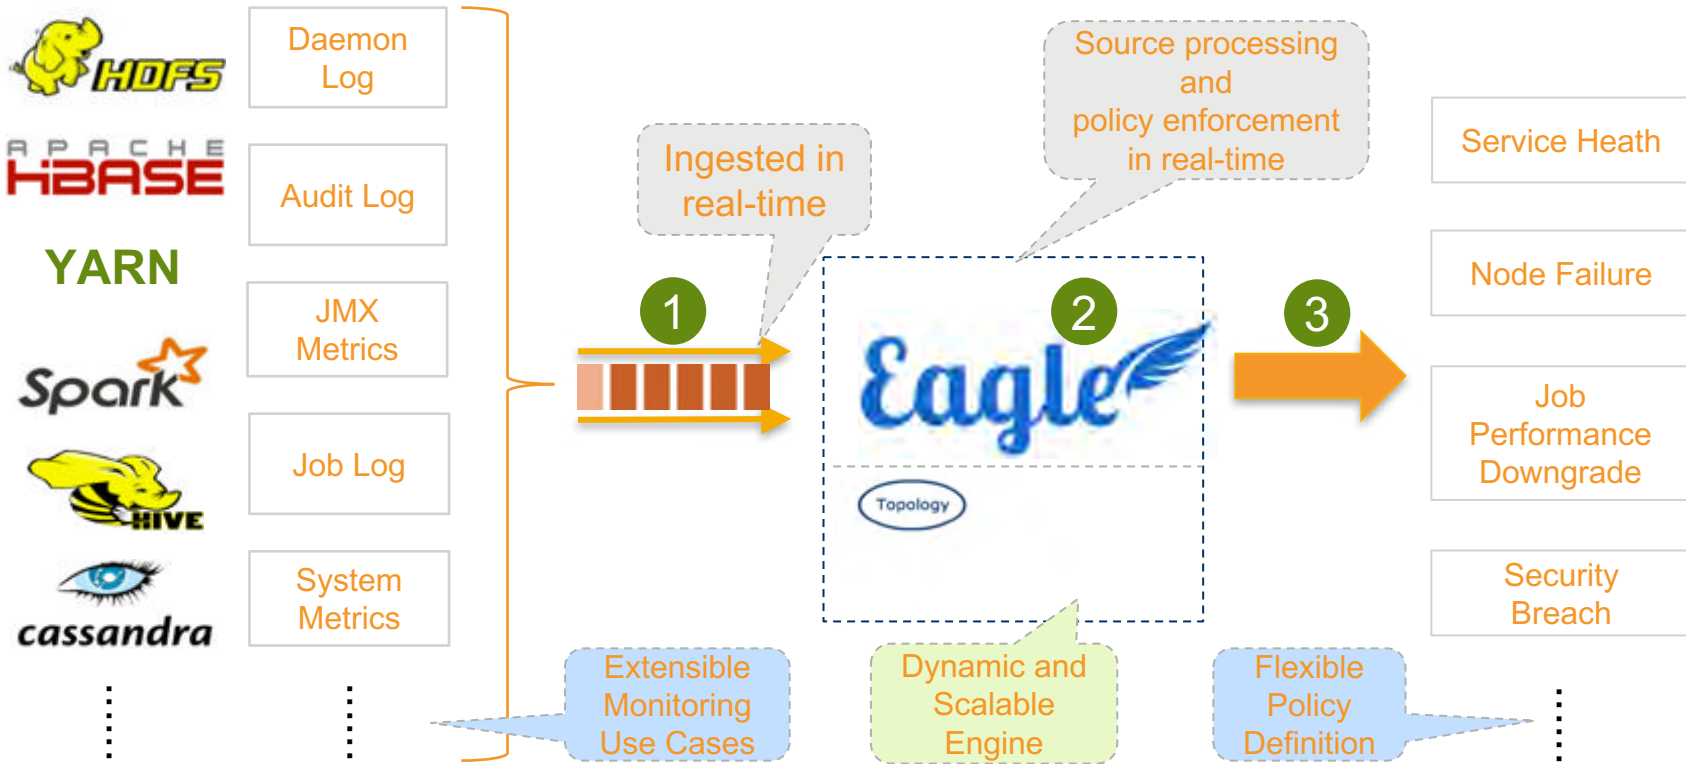 HDFS
APACHE
HBASE
YARN
Spark
HIVE
cassandra
Daemon
Log
Audit Log
JMX
Metrics
Job Log
System
Metrics
Extensible
Monitoring
Use Cases
Ingested in
real-time
1
Source processing
and
policy enforcement
in real-time
2
Eagle
Topology
Dynamic and
Scalable
Engine
3
Flexible
Policy
Definition
Service Heath
Node Failure
Job
Performance
Downgrade
Security
Breach